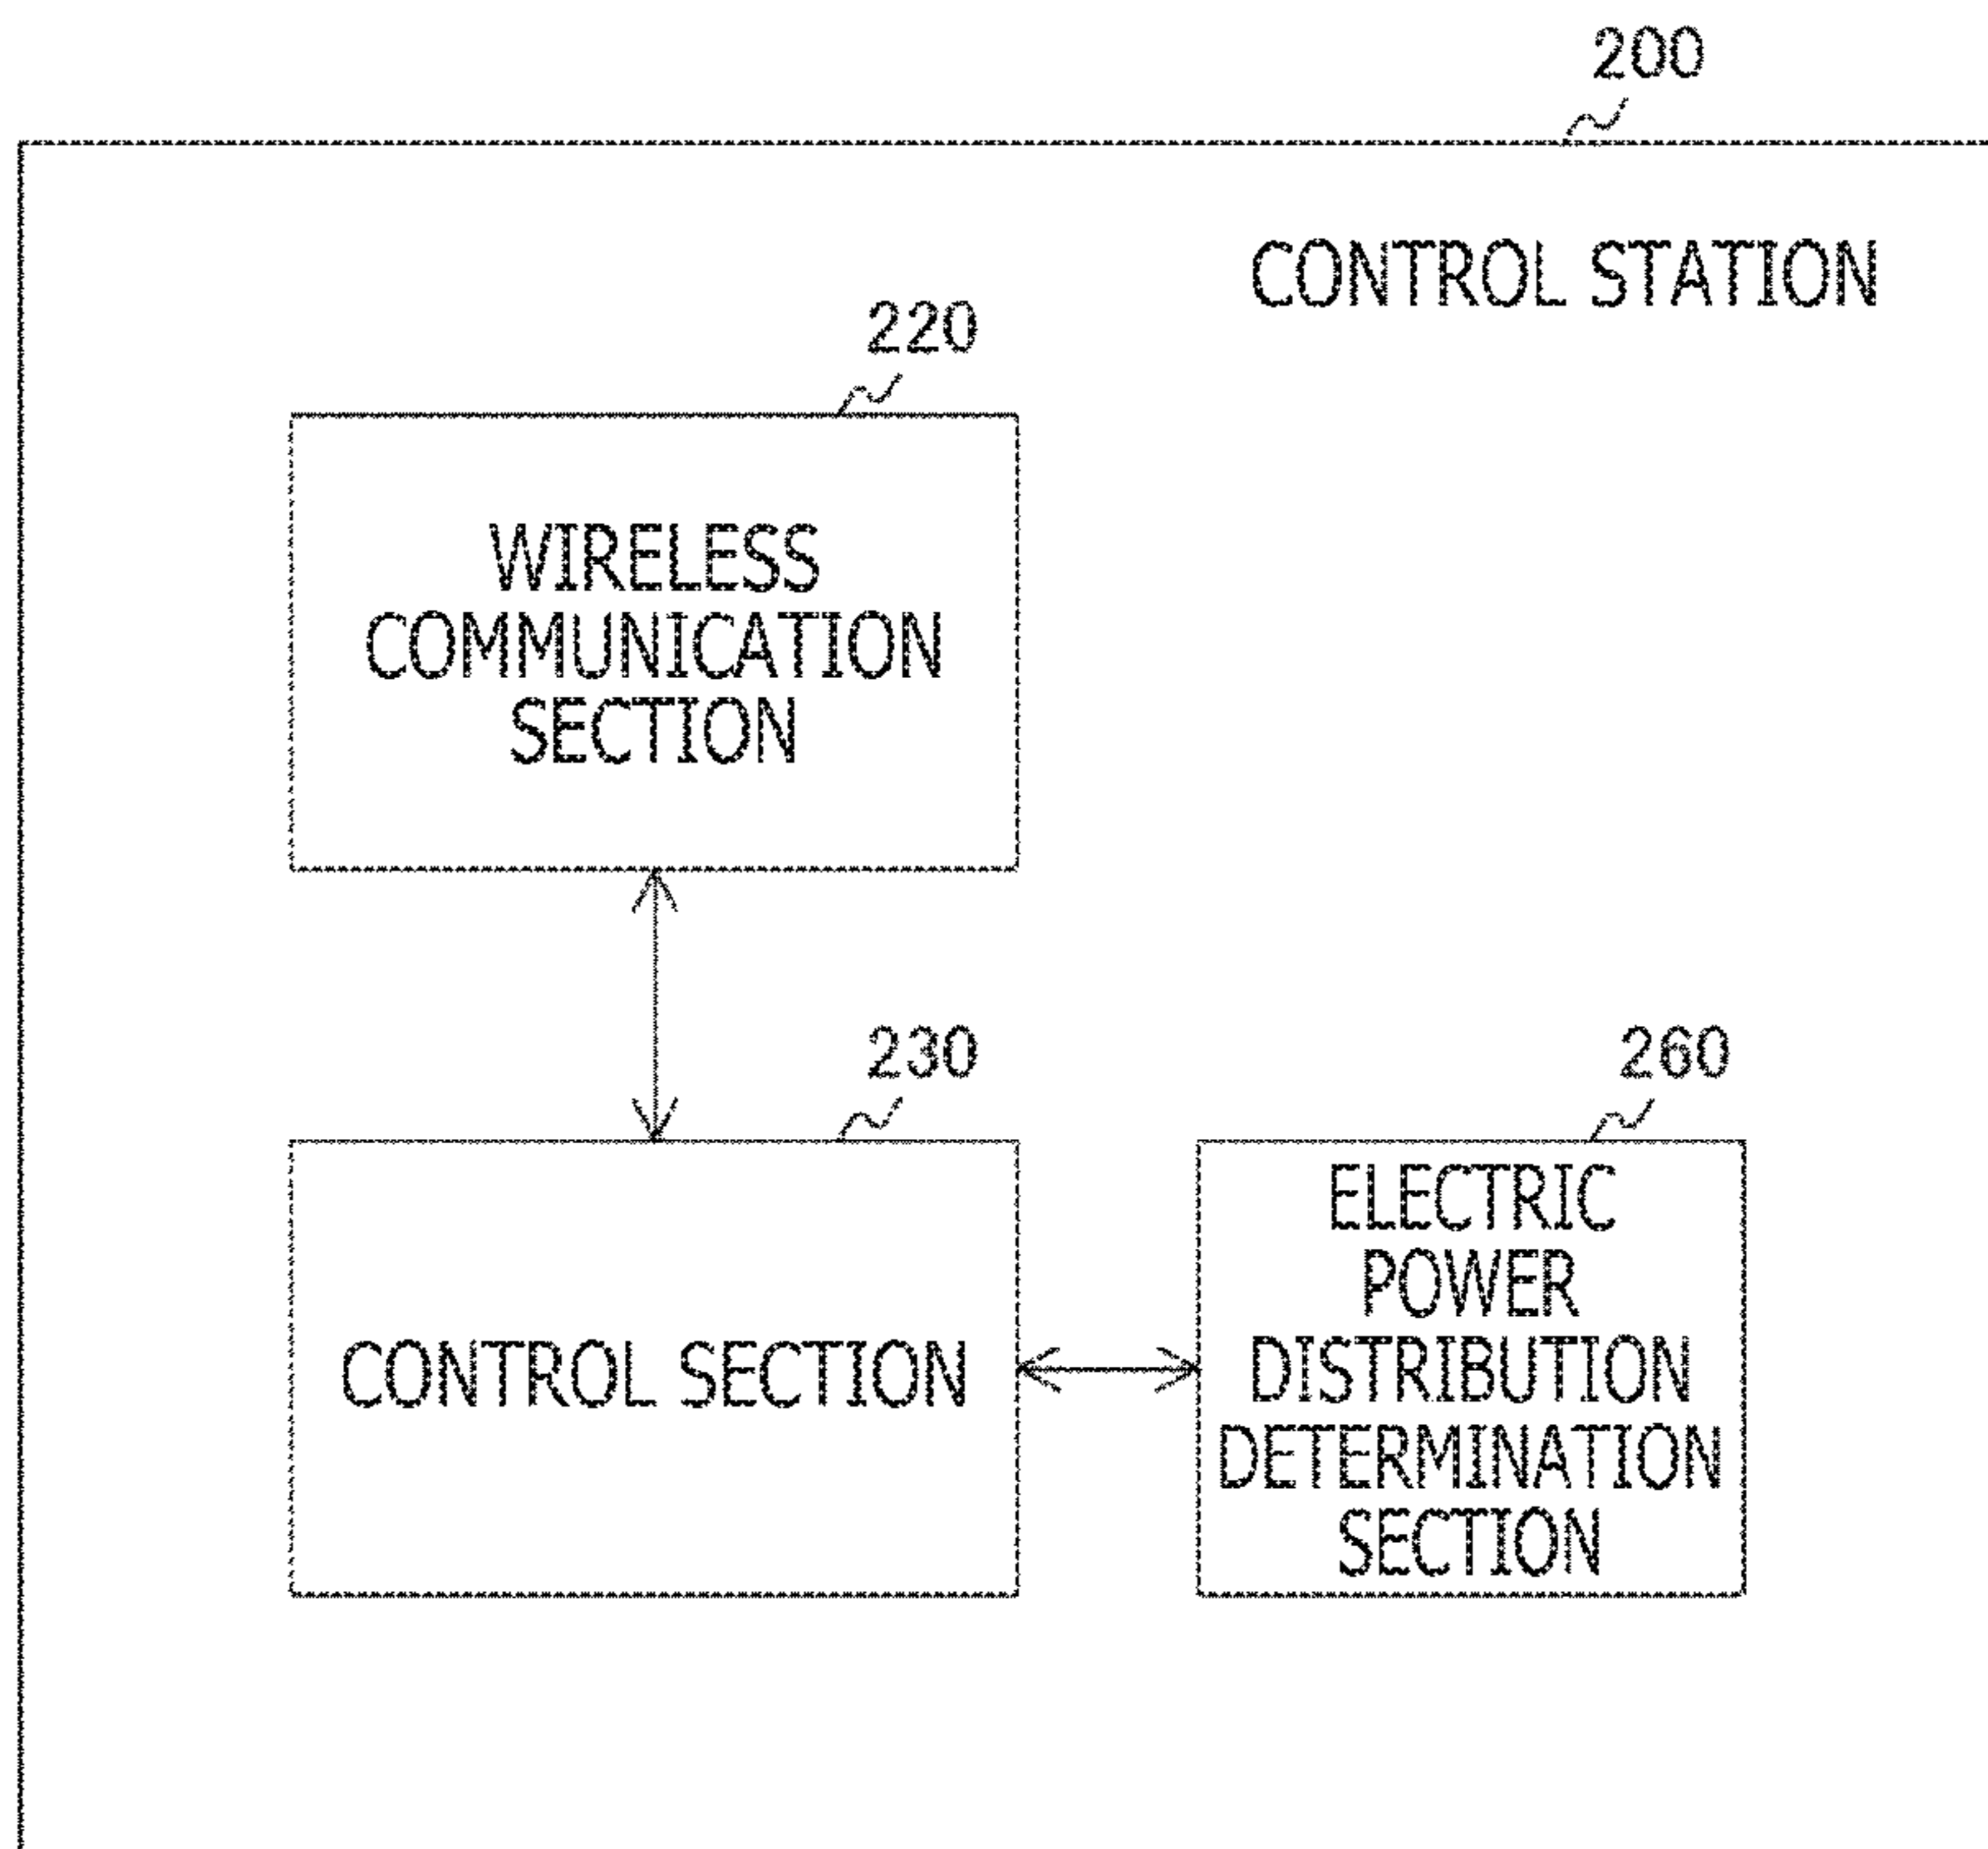 200
CONTROL STATION
220
WIRELESS
COMMUNICATION
SECTION
230
CONTROL SECTION
260
ELECTRIC
POWER
DISTRIBUTION
DETERMINATION
SECTION